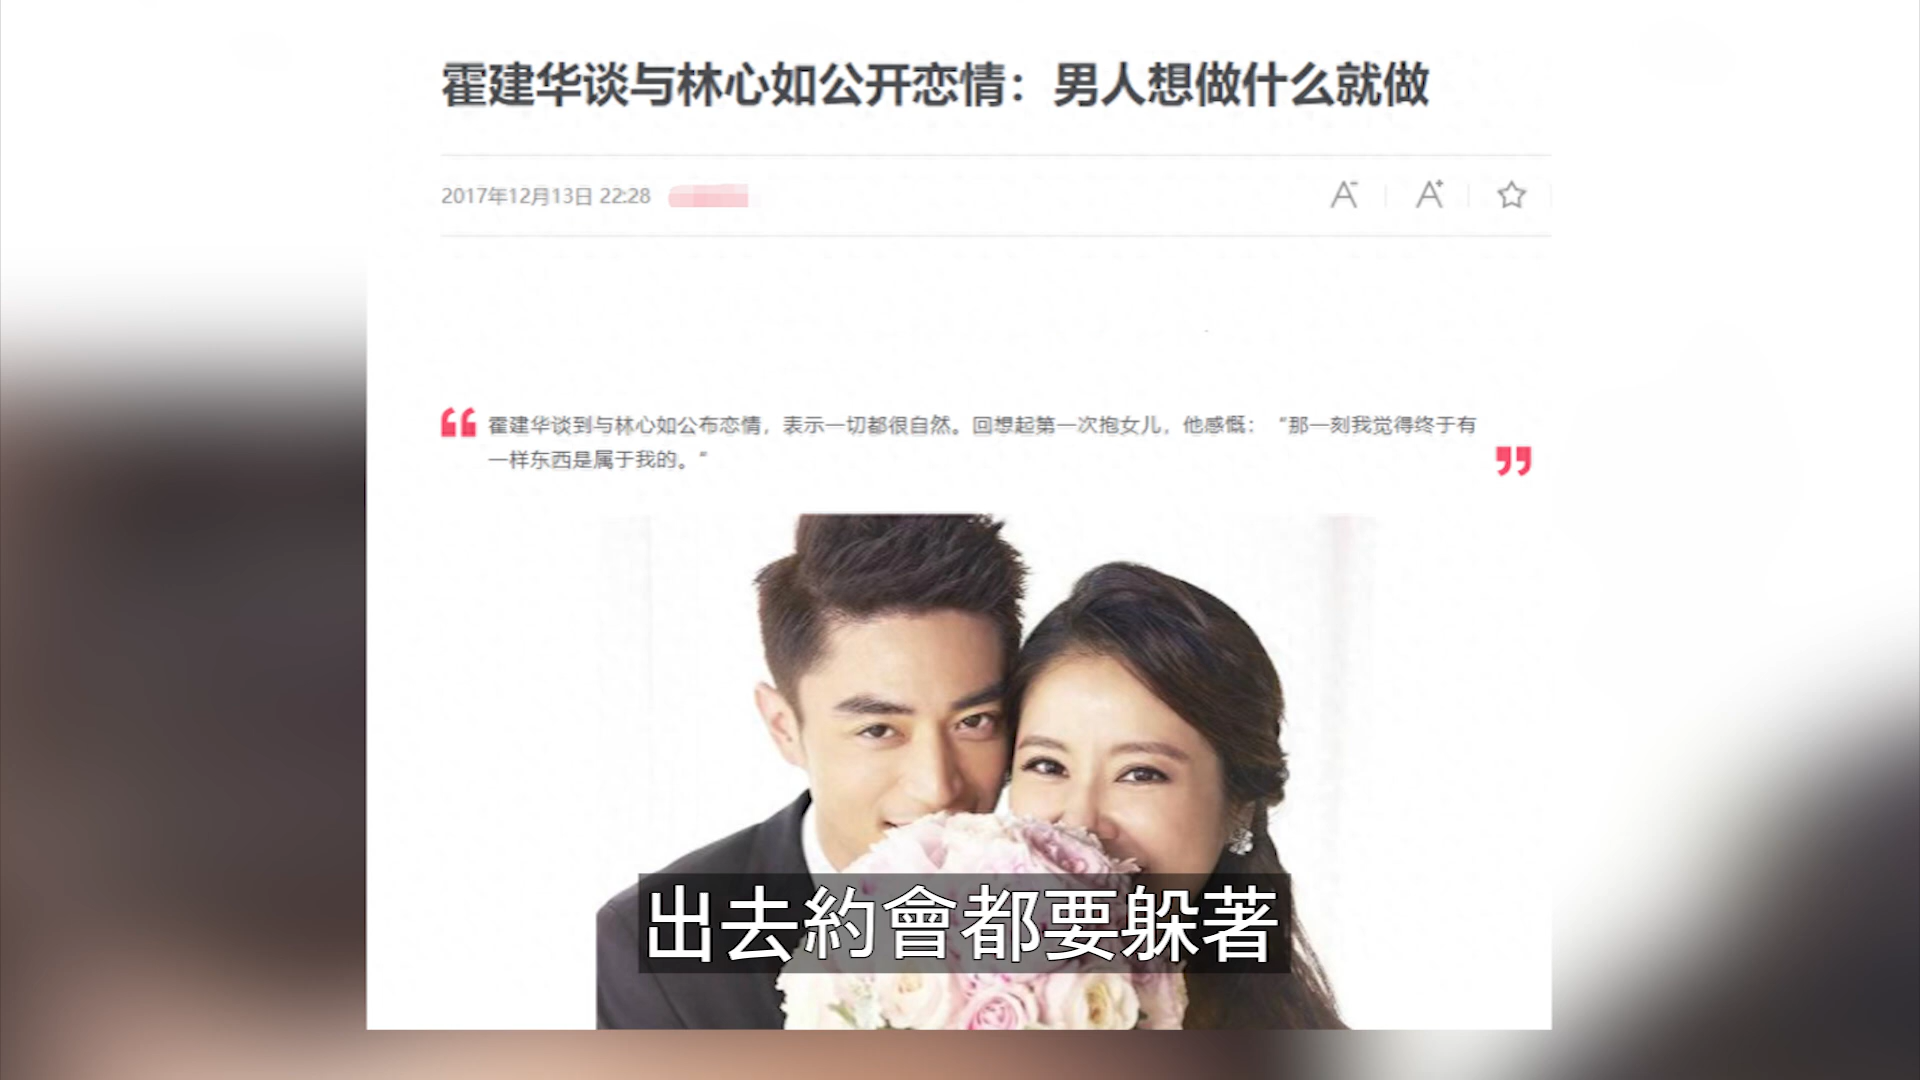 霍建华谈与林心如公开恋情：男人想做什么就做
2017年12月13日 22:28
A- A+
霍建华谈到与林心如公布恋情，表示一切都很自然。回想起第一次抱女儿，他感慨：“那一刻我觉得终于有
一样东西是属于我的。”
出去約會都要躲著